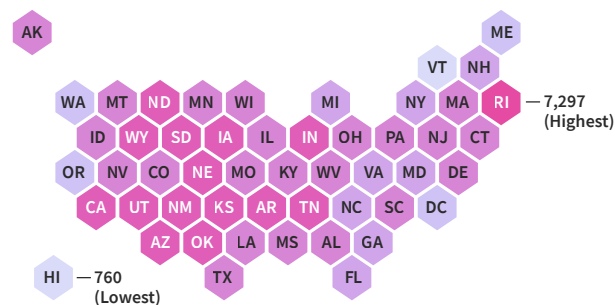 AK
ME
VT NH
WA MT ND MN WI MI NY MA RI 7,297
(Highest)
ID WY SD IA IL IN OH PA NJ CT
OR NV CO NE MO KY WV VA MD DE
CA UT NM KS AR TN NC SC DC
AZ OK LA MS AL GA
HI 760 TX FL
(Lowest)